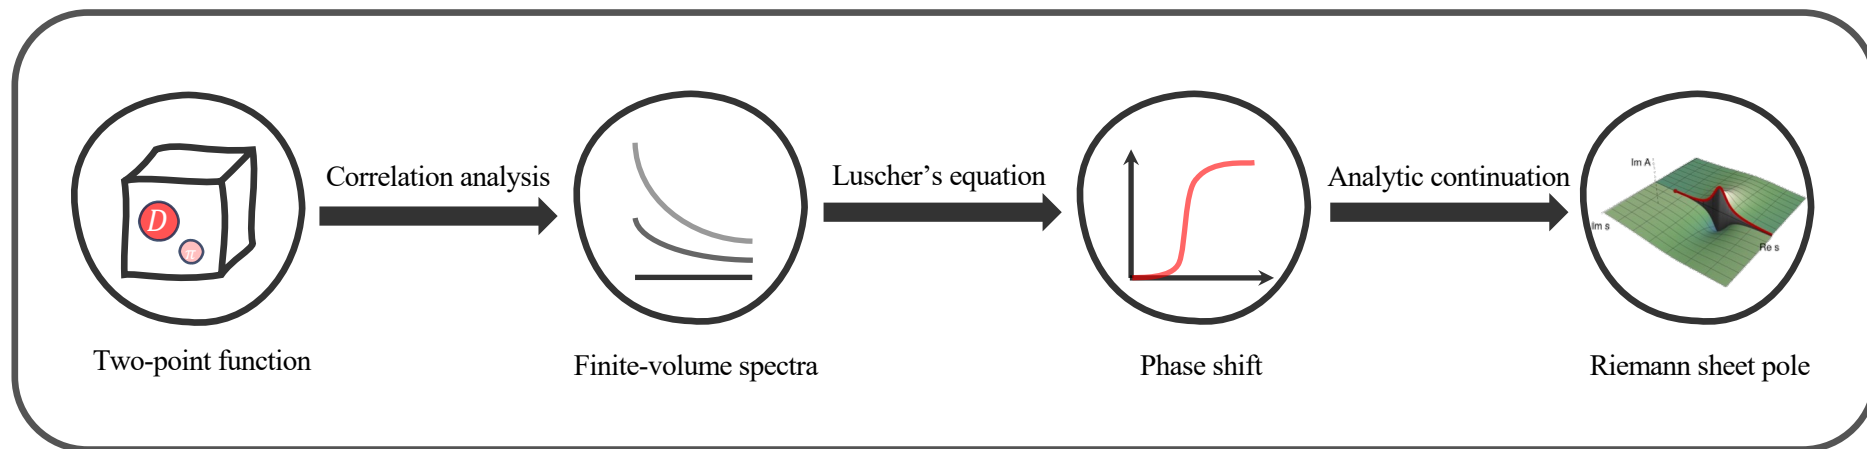 Correlation analysis
Luscher's equation
Analytic continuation
D
π
Im A
Im s
Re s
Two-point function
Finite-volume spectra
Phase shift
Riemann sheet pole